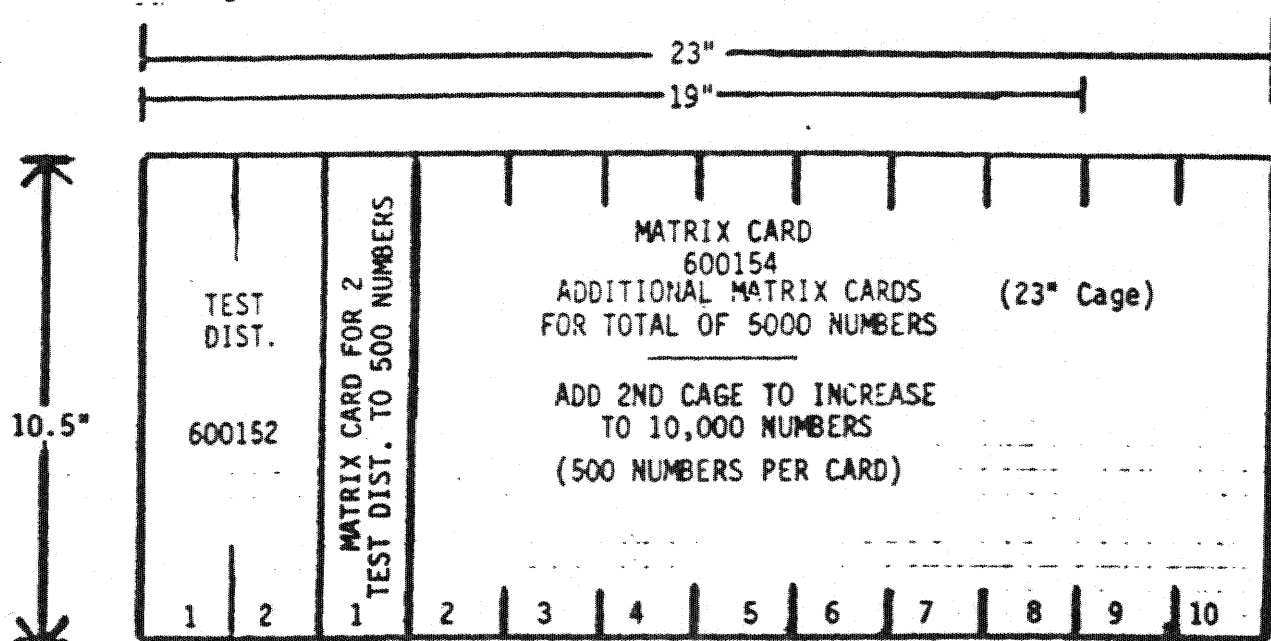 23"
19"
10.5"
TEST
DIST.
600152
MATRIX CARD FOR 2
TEST DIST. TO 500 NUMBERS
MATRIX CARD
600154
ADDITIONAL MATRIX CARDS
FOR TOTAL OF 5000 NUMBERS
(23" Cage)
ADD 2ND CAGE TO INCREASE
TO 10,000 NUMBERS
(500 NUMBERS PER CARD)
1 2 1 2 3 4 5 6 7 8 9 10